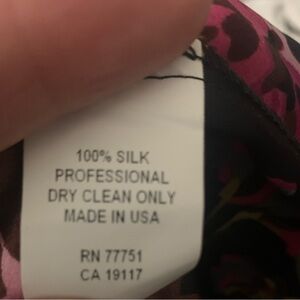 100% SILK
PROFESSIONAL
DRY CLEAN ONLY
MADE IN USA
RN 77751
CA 19117